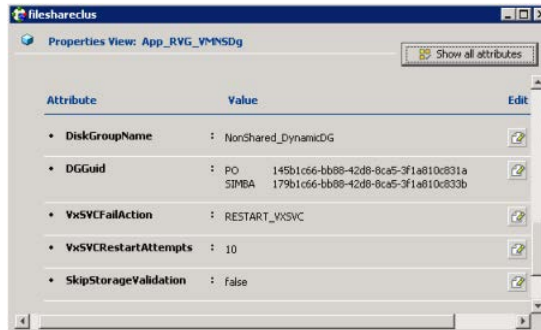 fileshareclus
Properties View: App_RVG_VMNSDg
Show all attributes
Attribute Value Edit
• DiskGroupName : NonShared_DynamicDG
• DGGuid : PO 145b1c66-bb88-42d8-8ca5-3f1a810c831a
SIMBA 179b1c66-bb88-42d8-8ca5-3f1a810c833b
• VxSVCFailAction : RESTART_VXSVC
• VxSVCRestartAttempts : 10
• SkipStorageValidation : false